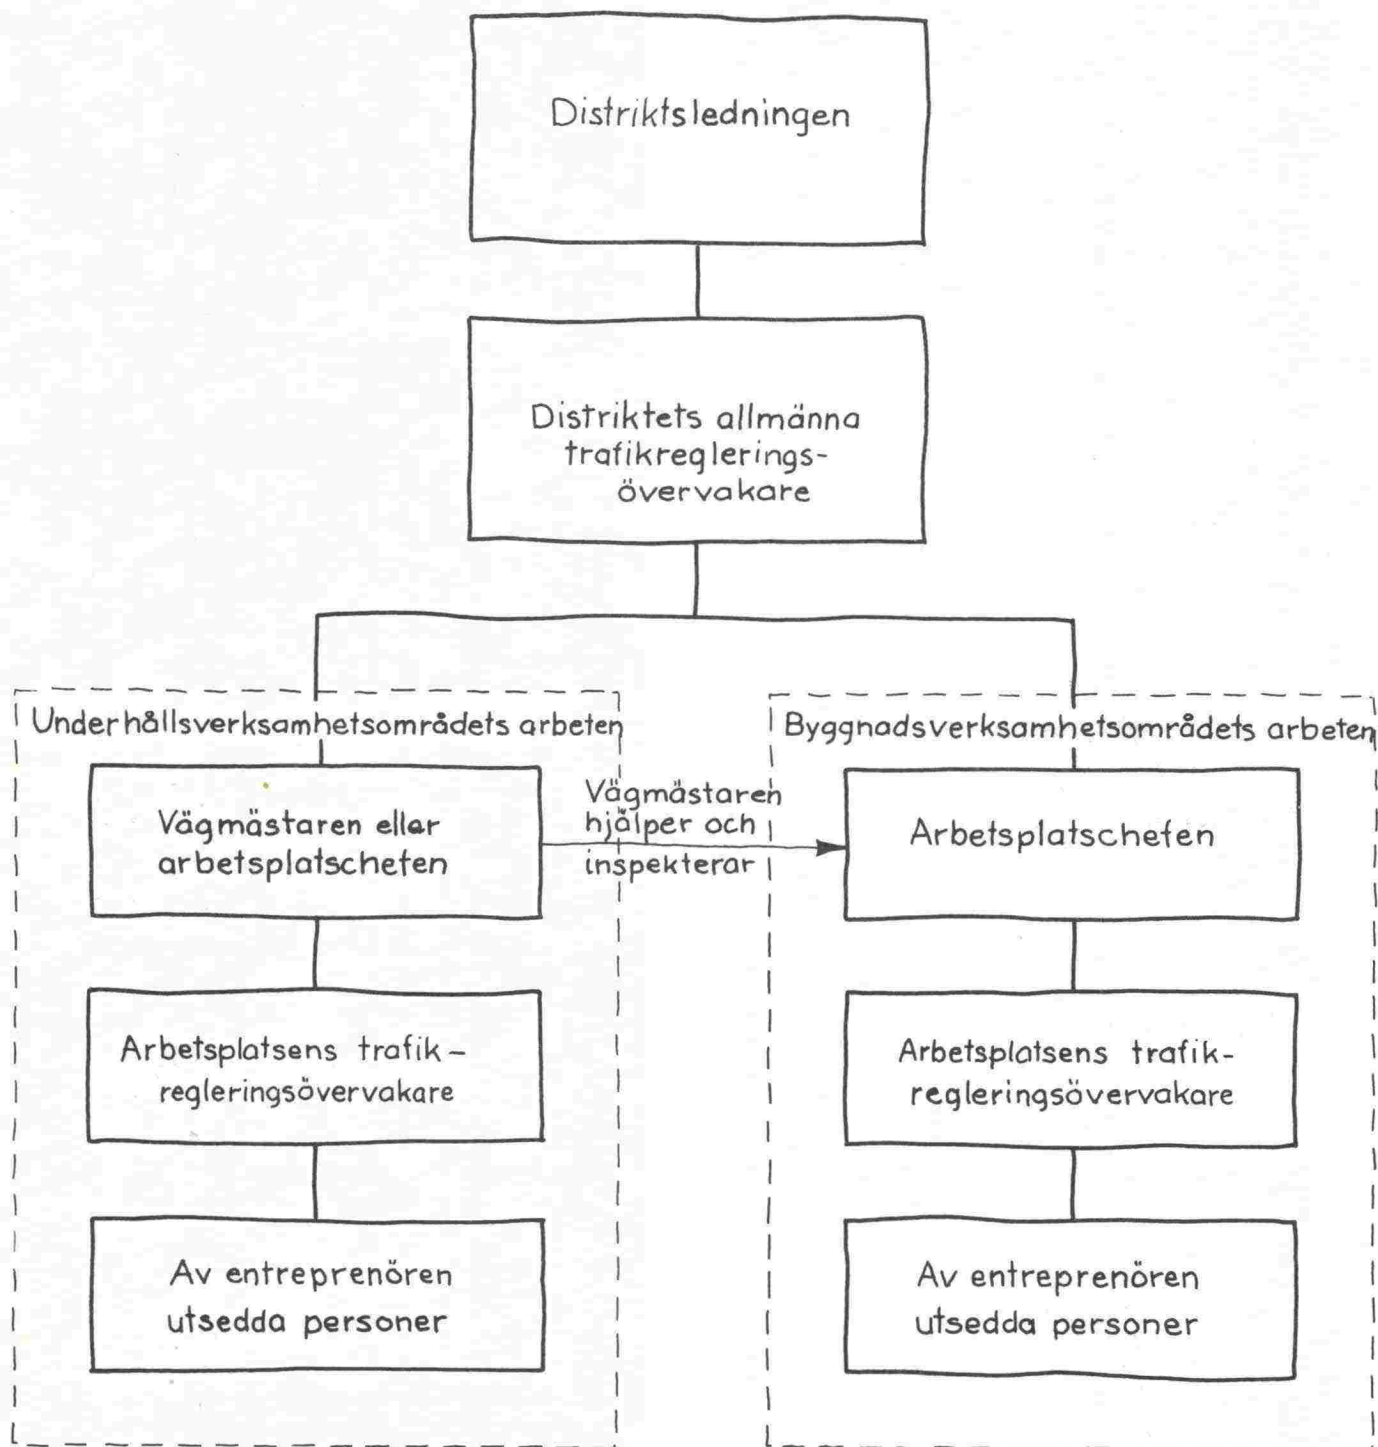 Distriktsledningen
Distriktets allmänna
trafikreglerings-
övervakare
Underhållsverksamhetsområdets arbeten
Vägmästaren eller
arbetsplatschefen
Arbetsplatsens trafik-
regleringsövervakare
Av entreprenören
utsedda personer
Vägmästaren
hjälper och
inspekterar
Byggnadsverksamhetsområdets arbeten
Arbetsplatschefen
Arbetsplatsens trafik-
regleringsövervakare
Av entreprenören
utsedda personer